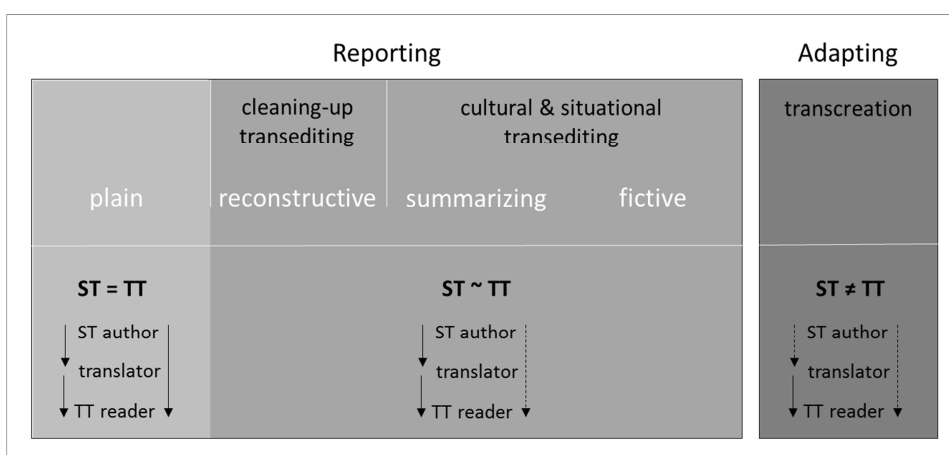 Reporting
Adapting
cleaning-up
transediting
cultural & situational
transediting
transcreation
plain
reconstructive
summarizing
fictive
ST = TT
ST author
translator
TT reader
ST ~ TT
ST author
translator
TT reader
ST ≠ TT
ST author
translator
TT reader